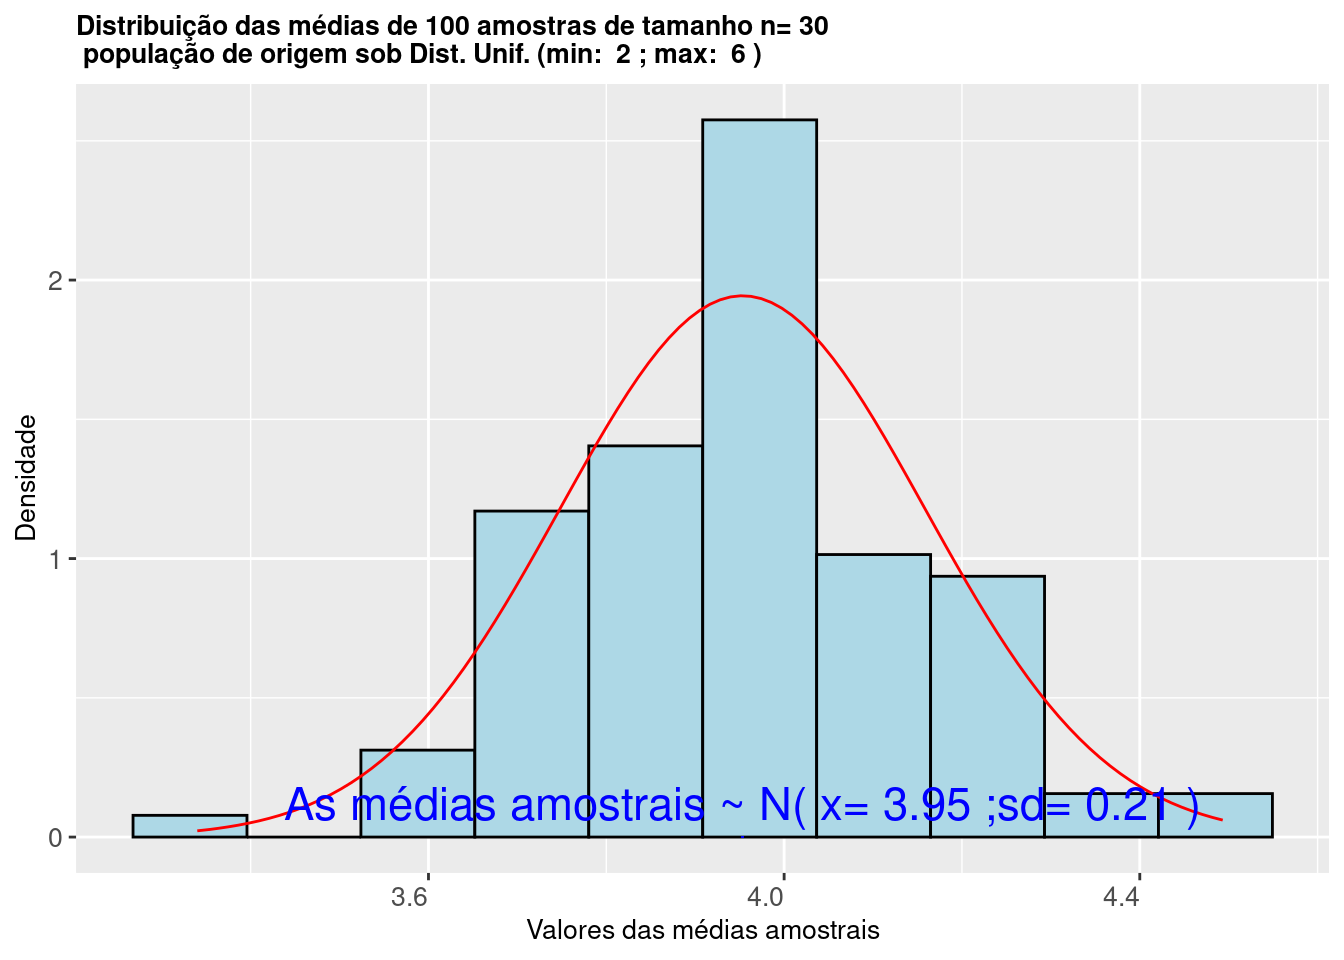 Distribuição das médias de 100 amostras de tamanho n= 30
população de origem sob Dist. Unif. (min:  2 ; max:  6 )
Densidade
2
1
0
As médias amostrais ~ N( x= 3.95 ;sd= 0.21 )
3.6
4.0
4.4
Valores das médias amostrais